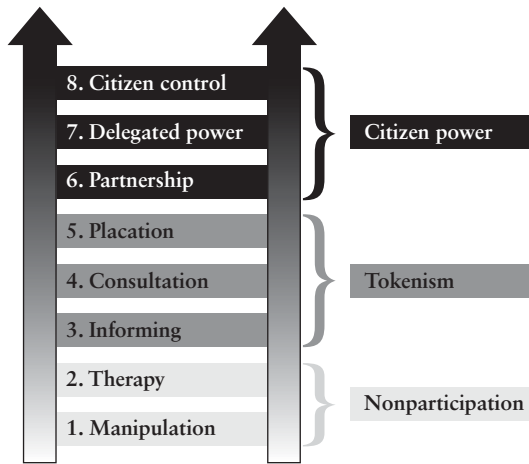 8. Citizen control
7. Delegated power
Citizen power
6. Partnership
5. Placation
4. Consultation
Tokenism
3. Informing
2. Therapy
Nonparticipation
1. Manipulation